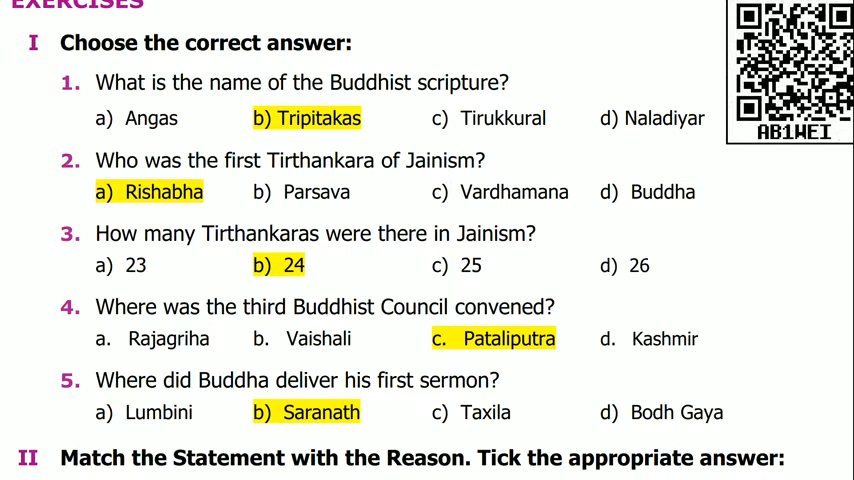 EXERCISES
I Choose the correct answer:
1. What is the name of the Buddhist scripture?
a) Angas b) Tripitakas c) Tirukkural d) Naladiyar
2. Who was the first Tirthankara of Jainism?
a) Rishabha b) Parsava c) Vardhamana d) Buddha
3. How many Tirthankaras were there in Jainism?
a) 23 b) 24 c) 25 d) 26
4. Where was the third Buddhist Council convened?
a. Rajagriha b. Vaishali c. Pataliputra d. Kashmir
5. Where did Buddha deliver his first sermon?
a) Lumbini b) Saranath c) Taxila d) Bodh Gaya
II Match the Statement with the Reason. Tick the appropriate answer:
AB1WEI